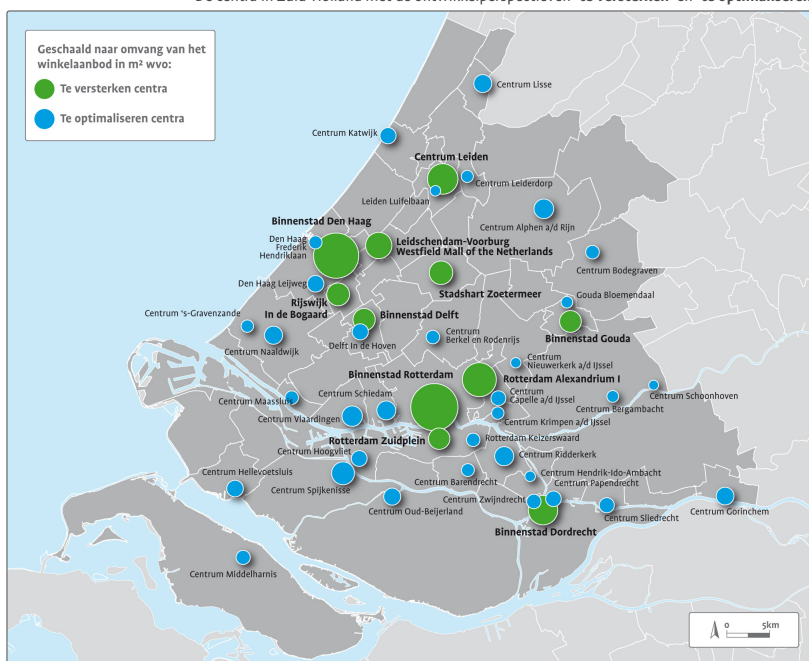 Geschaald naar omvang van het
winkelaanbod in m² wvo:
Te versterken centra
Te optimaliseren centra
Centrum Lisse
Centrum Katwijk
Centrum Leiden
Centrum Leiderdorp
Leiden Luifelbaan
Centrum Alphen a/d Rijn
Binnenstad Den Haag
Den Haag
Frederik
Hendriklaan
Leidschendam-Voorburg
Westfield Mall of the Netherlands
Centrum Bodegraven
Den Haag Leijweg
Stadshart Zoetermeer
Rijswijk
In de Bogaard
Gouda Bloemendaal
Centrum 's-Gravenzande
Binnenstad Delft
Centrum Naaldwijk
Delft In de Hoven
Centrum
Berkel en Rodenrijs
Binnenstad Gouda
Centrum
Nieuwerkerk a/d IJssel
Binnenstad Rotterdam
Rotterdam Alexandrium I
Centrum Schoonhoven
Centrum Maassluis
Centrum Schiedam
Centrum
Capelle a/d IJssel
Centrum Bergambacht
Centrum Vlaardingen
Centrum Krimpen a/d IJssel
Rotterdam Zuidplein
Rotterdam Keizerswaard
Centrum Hoogvliet
Centrum Ridderkerk
Centrum Hellevoetsluis
Centrum Spijkenisse
Centrum Barendrecht
Centrum Hendrik-Ido-Ambacht
Centrum Papendrecht
Centrum Zwijndrecht
Centrum Oud-Beijerland
Centrum Sliedrecht
Centrum Gorinchem
Binnenstad Dordrecht
Centrum Middelharnis
0 5km